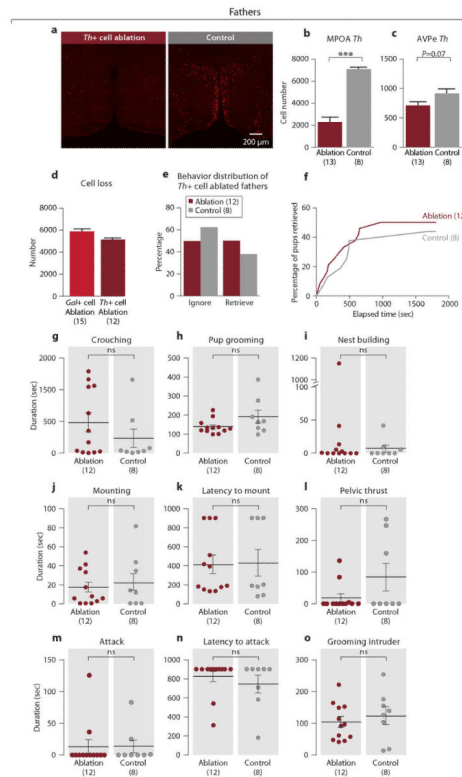 Fathers
a
Th+ cell ablation
Control
200 µm
b
MPOA Th
***
Cell number
8000
6000
4000
2000
0
Ablation
(13)
Control
(8)
c
AVPe Th
P=0.07
1500
1000
500
0
Ablation
(13)
Control
(8)
d
Cell loss
Number
8000
6000
4000
2000
0
Gal+ cell
Ablation
(15)
Th+ cell
Ablation
(12)
e
Behavior distribution of
Th+ cell ablated fathers
Ablation (12)
Control (8)
Percentage
80
60
40
20
0
Ignore
Retrieve
f
Percentage of pups retrieved
60
40
20
0
Ablation (12
Control (8)
0
500
1000
1500
2000
Elapsed time (sec)
g
Crouching
ns
Duration (sec)
2000
1500
1000
500
0
Ablation
(12)
Control
(8)
h
Pup grooming
ns
500
400
300
200
100
0
Ablation
(12)
Control
(8)
i
Nest building
ns
1200
1000
50
0
Ablation
(12)
Control
(8)
j
Mounting
ns
Duration (sec)
100
80
60
40
20
0
Ablation
(12)
Control
(8)
k
Latency to mount
ns
1000
800
600
400
200
0
Ablation
(12)
Control
(8)
l
Pelvic thrust
ns
300
200
100
0
Ablation
(12)
Control
(8)
m
Attack
ns
Duration (sec)
150
100
50
0
Ablation
(12)
Control
(8)
n
Latency to attack
ns
1000
800
600
400
200
0
Ablation
(12)
Control
(8)
o
Grooming intruder
ns
300
200
100
0
Ablation
(12)
Control
(8)